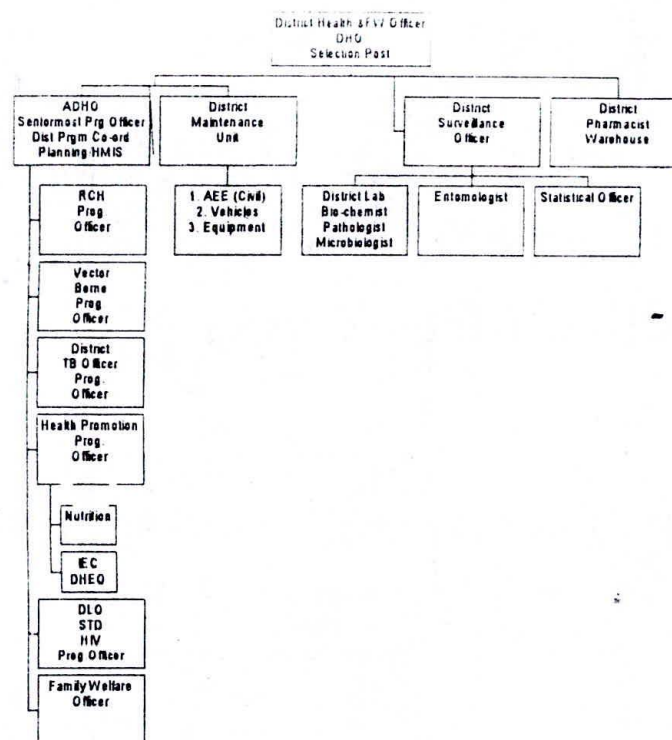 District Health & FW Officer
DHO
Selection Post
ADHO
Seniormost Prg Officer
Dist Prgm Co-ord
Planning/HMIS
District
Maintenance
Unit
District
Surveillance
Officer
District
Pharmacist
Warehouse
RCH
Prog.
Officer
1. AEE (Civil)
2. Vehicles
3. Equipment
District Lab
Bio-chemist
Pathologist
Microbiologist
Entomologist
Statistical Officer
Vector
Borne
Prog
Officer
District
TB Officer
Prog.
Officer
Health Promotion
Prog.
Officer
Nutrition
IEC
DHEO
DLO
STD
HIV
Prog Officer
Family Welfare
Officer